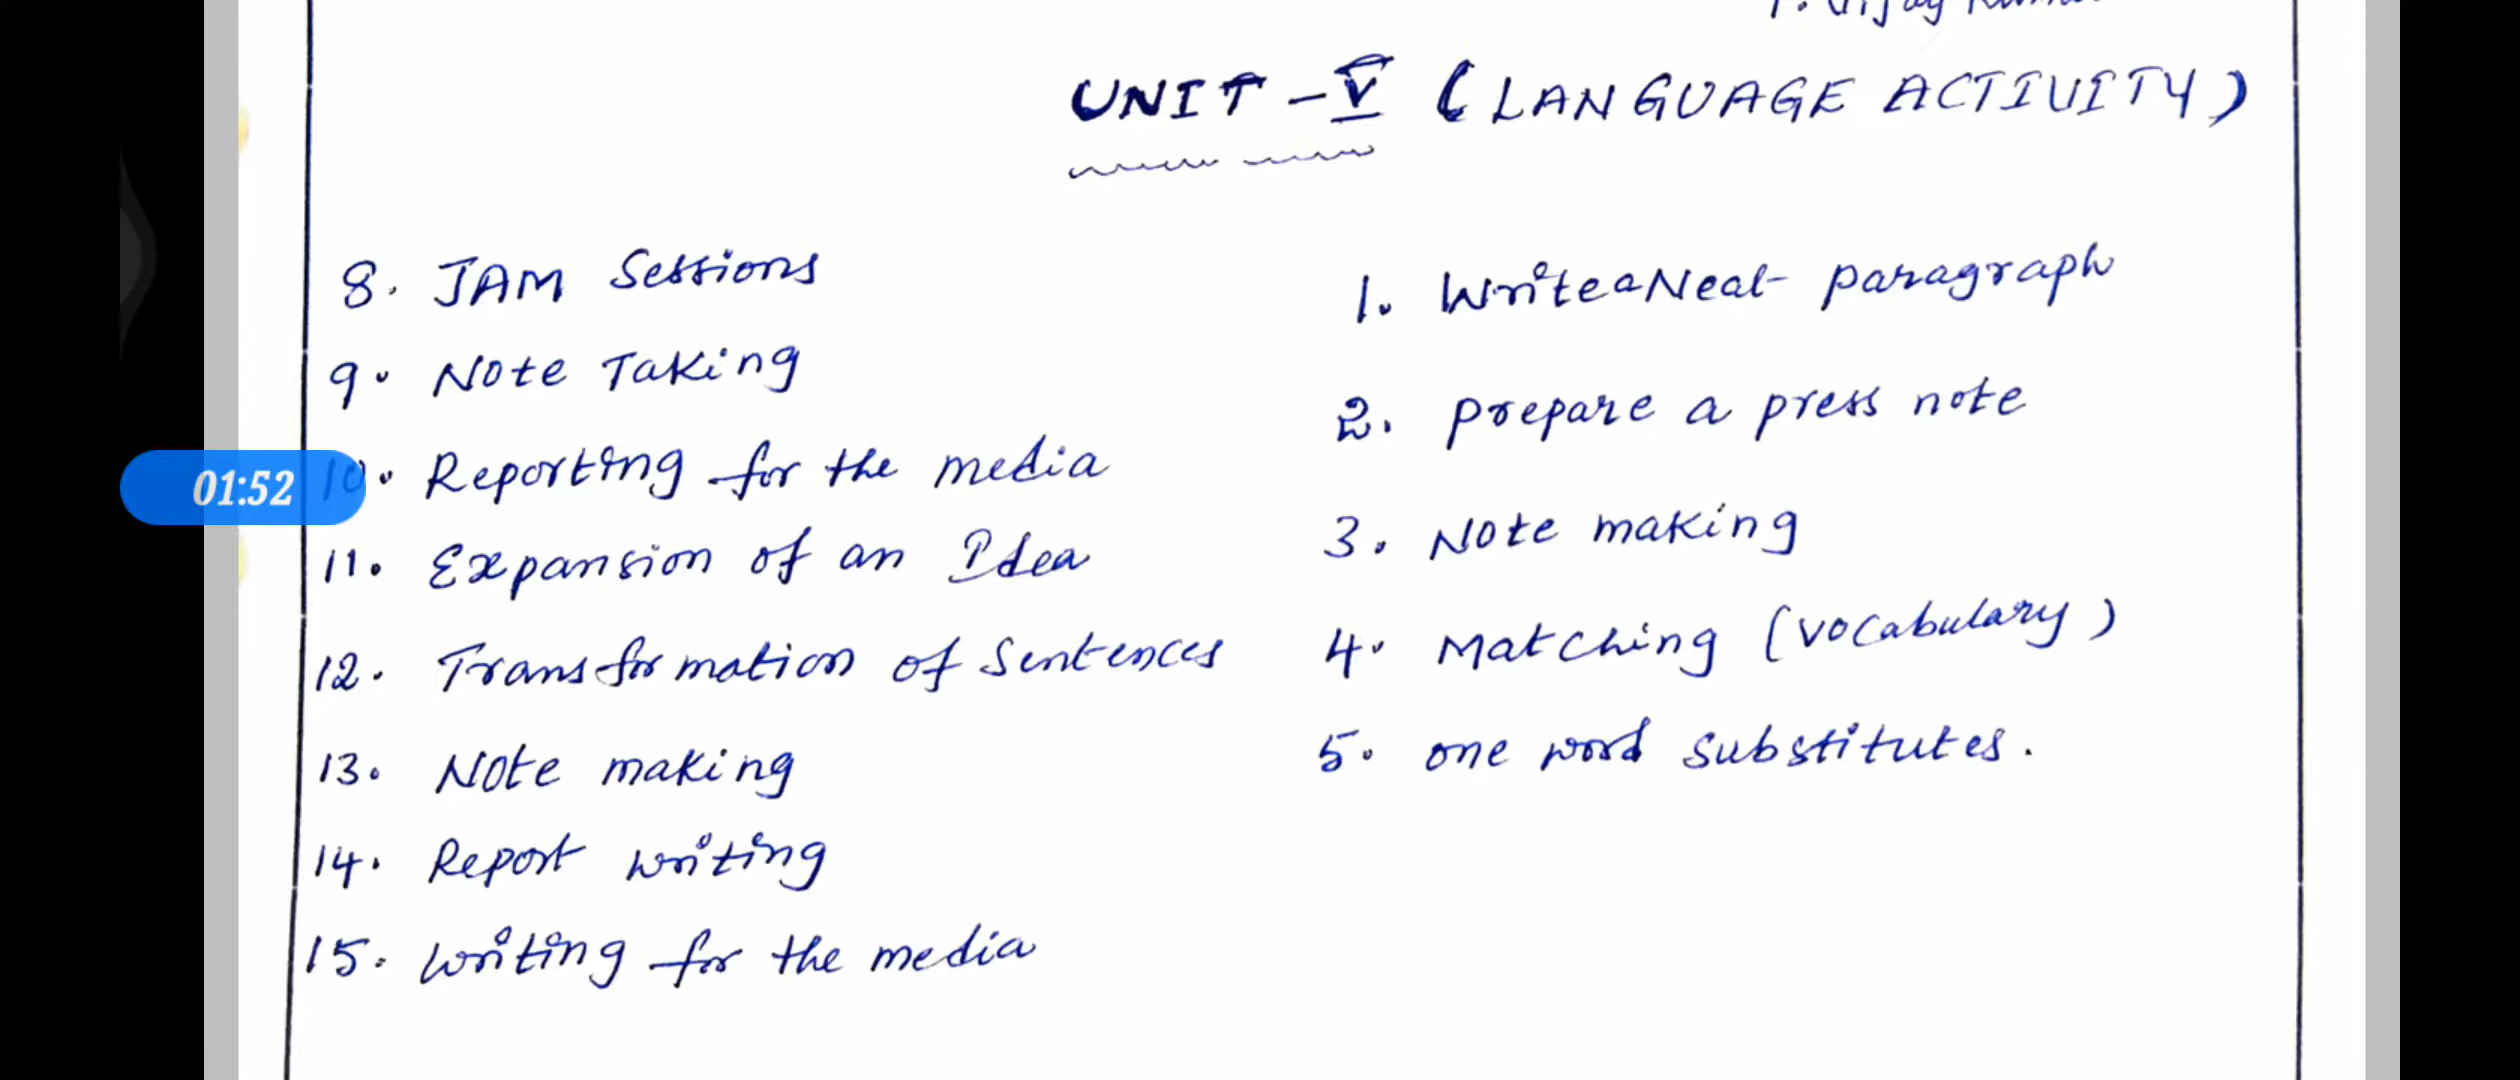 UNIT - V (LANGUAGE ACTIVITY)
8. JAM Sessions
9. Note Taking
10. Reporting for the media
11. Expansion of an Idea
12. Transformation of Sentences
13. Note making
14. Report writing
15. Writing for the media
1. Write a Neat paragraph
2. prepare a press note
3. Note making
4. Matching (vocabulary)
5. one word substitutes.
01:52